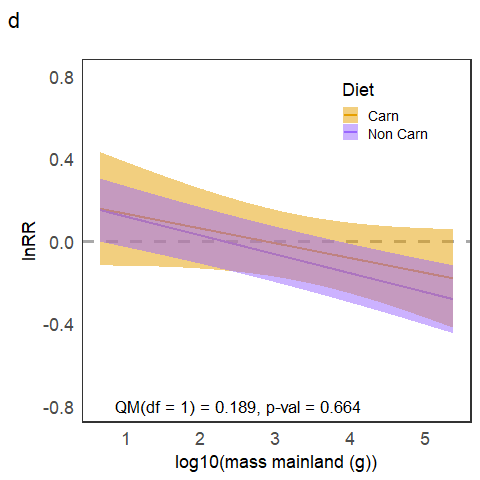 d
lnRR
0.8
0.4
0.0
-0.4
-0.8
Diet
Carn
Non Carn
QM(df = 1) = 0.189, p-val = 0.664
1 2 3 4 5
log10(mass mainland (g))